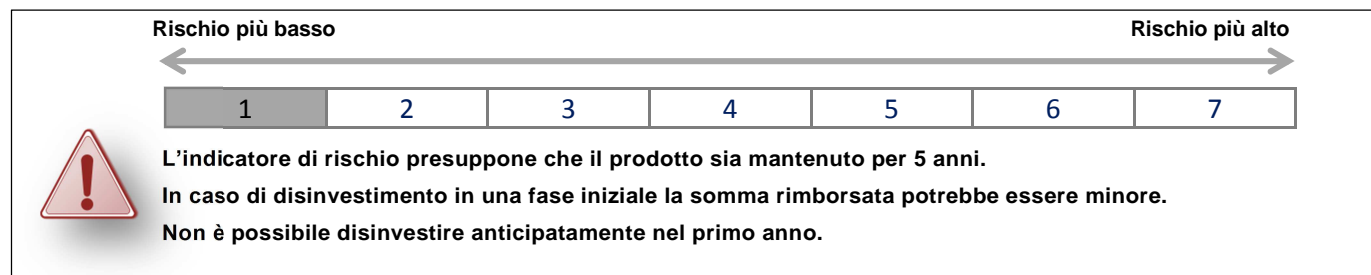 Rischio più basso Rischio più alto
1 2 3 4 5 6 7
L'indicatore di rischio presuppone che il prodotto sia mantenuto per 5 anni.
In caso di disinvestimento in una fase iniziale la somma rimborsata potrebbe essere minore.
Non è possibile disinvestire anticipatamente nel primo anno.